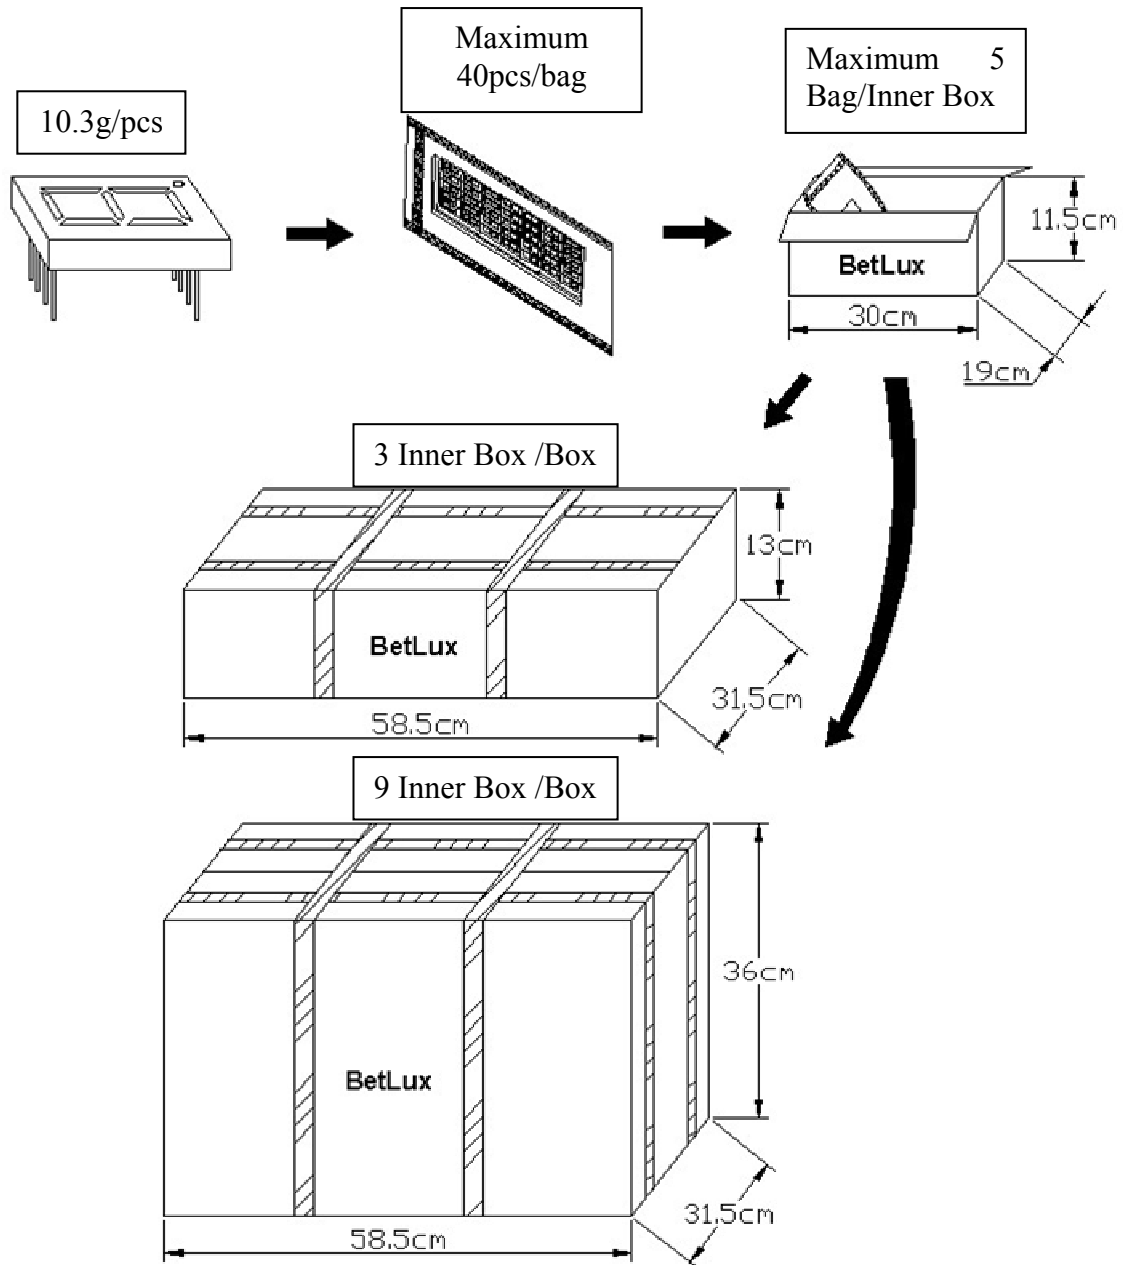 10.3g/pcs
Maximum
40pcs/bag
Maximum 5
Bag/Inner Box
BetLux
11.5cm
30cm
19cm
3 Inner Box /Box
BetLux
13cm
31.5cm
58.5cm
9 Inner Box /Box
BetLux
36cm
31.5cm
58.5cm